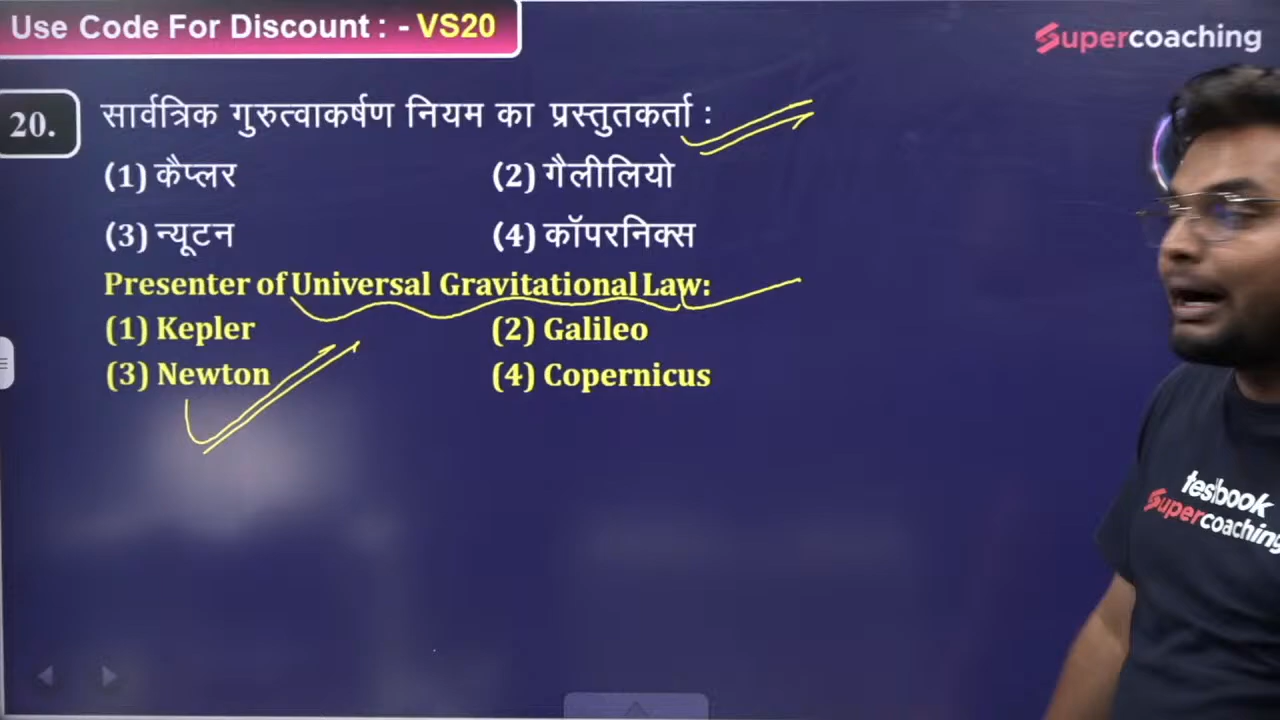 Use Code For Discount : - VS20
Supercoaching
20. सार्वत्रिक गुरुत्वाकर्षण नियम का प्रस्तुतकर्ता :
(1) कैप्लर (2) गैलीलियो
(3) न्यूटन (4) कॉपरनिक्स
Presenter of Universal Gravitational Law:
(1) Kepler (2) Galileo
(3) Newton (4) Copernicus
testbook
Supercoaching